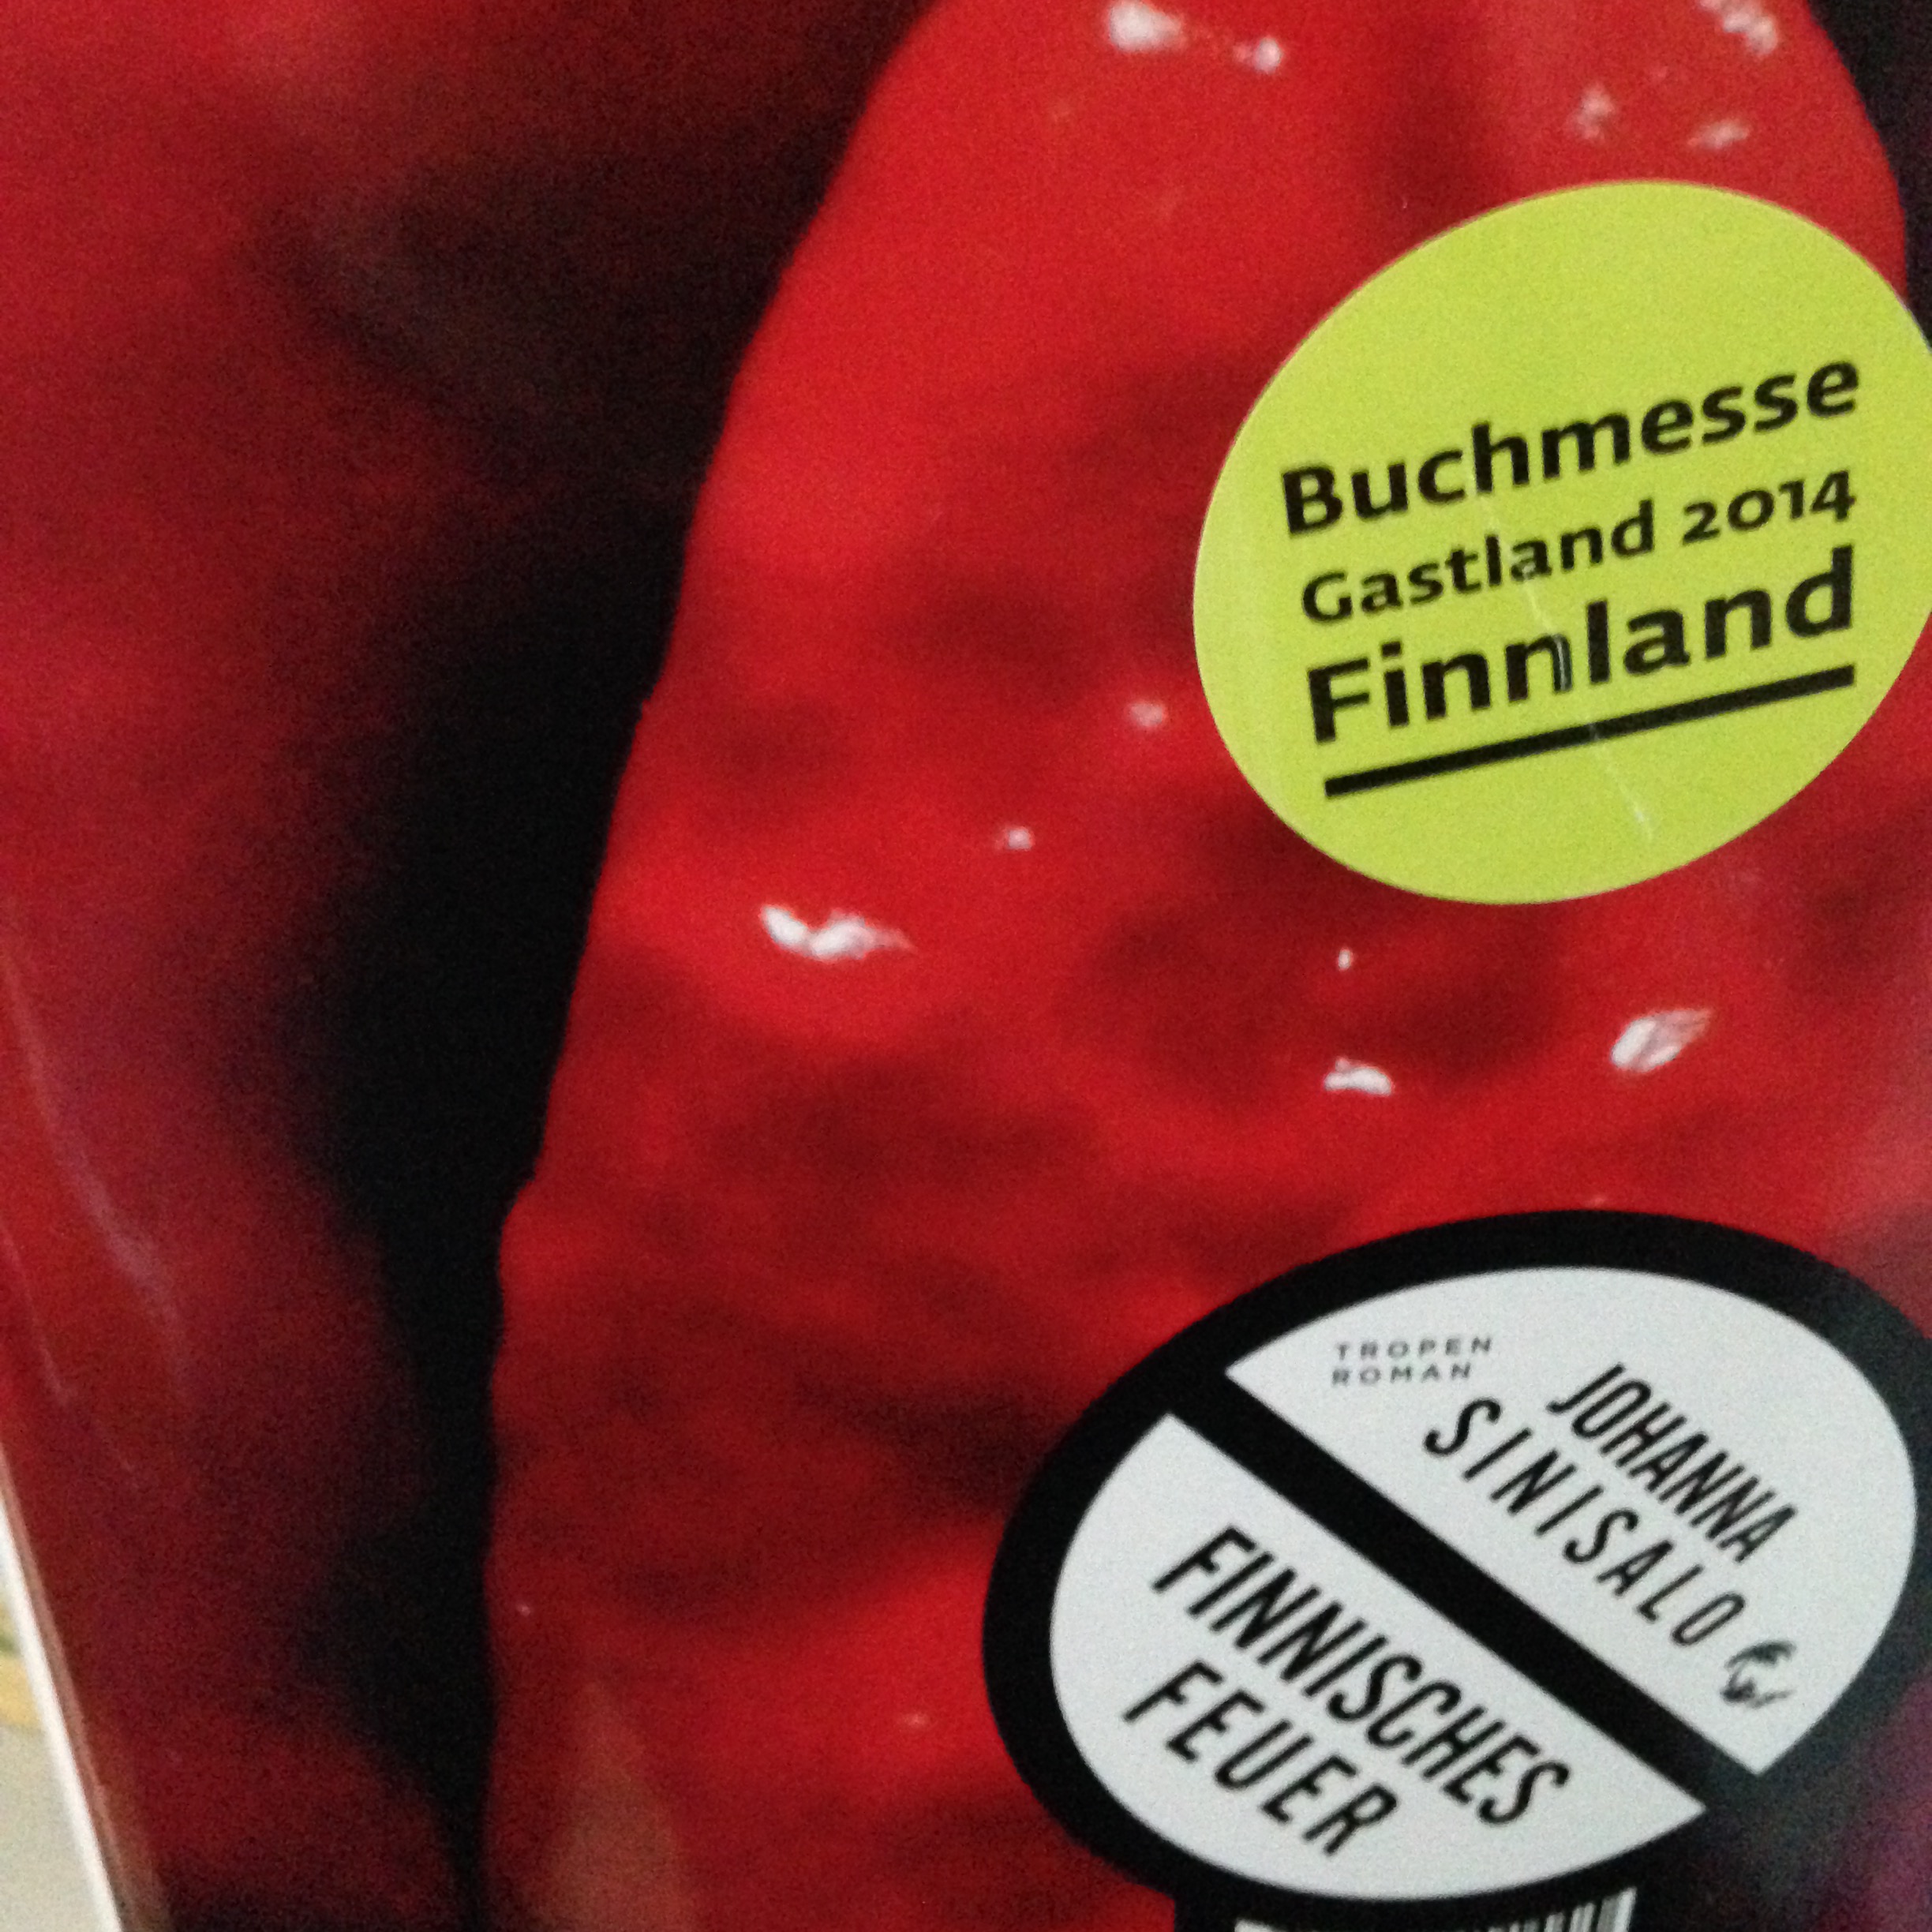 Buchmesse
Gastland 2014
Finnland
TROPEN
ROMAN
JOHANNA
SINISALO
FINNISCHES
FEUER